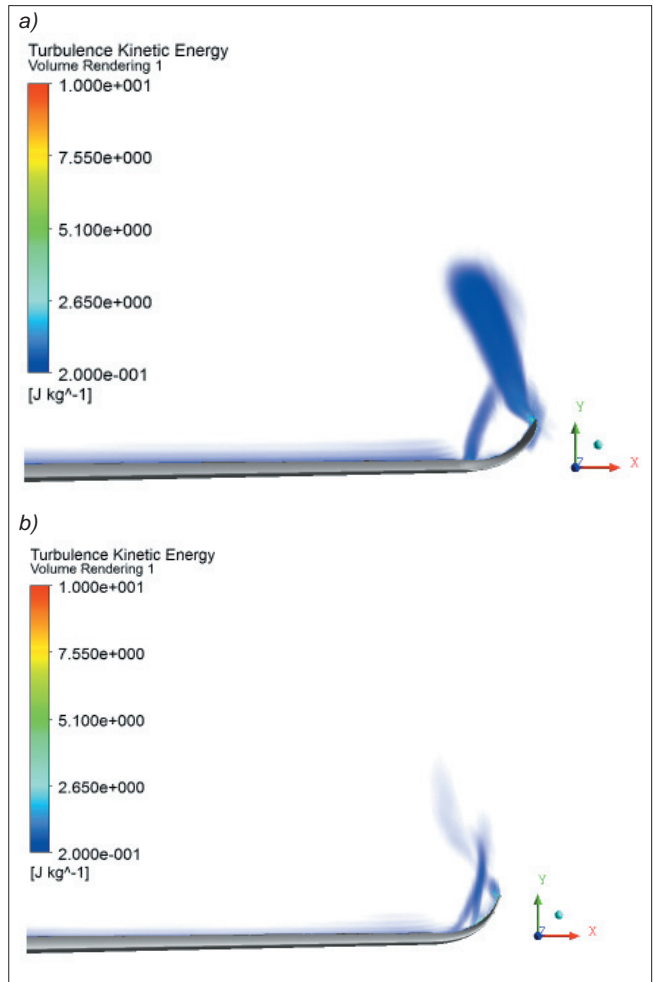 a)
Turbulence Kinetic Energy
Volume Rendering 1
1.000e+001
7.550e+000
5.100e+000
2.650e+000
2.000e-001
[J kg^-1]
Y
Z
X
b)
Turbulence Kinetic Energy
Volume Rendering 1
1.000e+001
7.550e+000
5.100e+000
2.650e+000
2.000e-001
[J kg^-1]
Y
Z
X